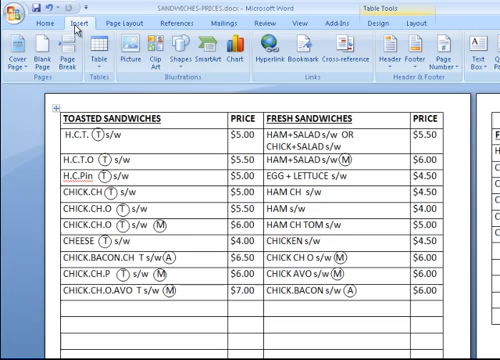 SANDWICHES-PRICES.docx - Microsoft Word
Table Tools
Home Insert Page Layout References Mailings Review View Add-Ins Design Layout
Cover Page Blank Page Page Break Table Picture Clip Art Shapes SmartArt Chart Hyperlink Bookmark Cross-reference Header Footer Page Number Text Box
Pages Tables Illustrations Links Header & Footer
TOASTED SANDWICHES PRICE FRESH SANDWICHES PRICE
H.C.T. T s/w $5.00 HAM+SALAD s/w OR $5.50
CHICK+SALAD s/w
H.C.T.O T s/w $5.50 HAM+SALAD s/w M $6.00
H.C.Pin T s/w $5.00 EGG + LETTUCE s/w $4.50
CHICK.CH T s/w $5.00 HAM CH s/w $4.50
CHICK.CH.O T s/w $5.50 HAM s/w $4.00
CHICK.CH.O T s/w M $6.00 HAM CH TOM s/w $5.00
CHEESE T s/w $4.00 CHICKEN s/w $4.50
CHICK.BACON.CH T s/w A $6.50 CHICK CH O s/w M $6.00
CHICK.CH.P T s/w M $6.00 CHICK AVO s/w M $6.00
CHICK.CH.O.AVO T s/w M $7.00 CHICK.BACON s/w A $6.00